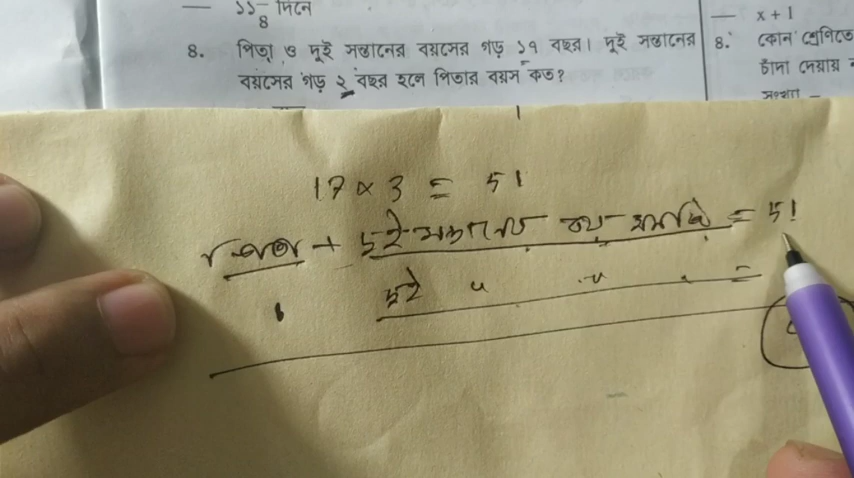 ১১ দিনে
৪
৪. পিতা ও দুই সন্তানের বয়সের গড় ১৭ বছর। দুই সন্তানের
বয়সের গড় ২ বছর হলে পিতার বয়স কত?
x + 1
৪. কোন শ্রেণিতে
চাঁদা দেয়ায়
সংখ্যা –
17 × 3 = 51
পিতা + দুই সন্তানের বয়স সমষ্টি = 51
দুই " " " =